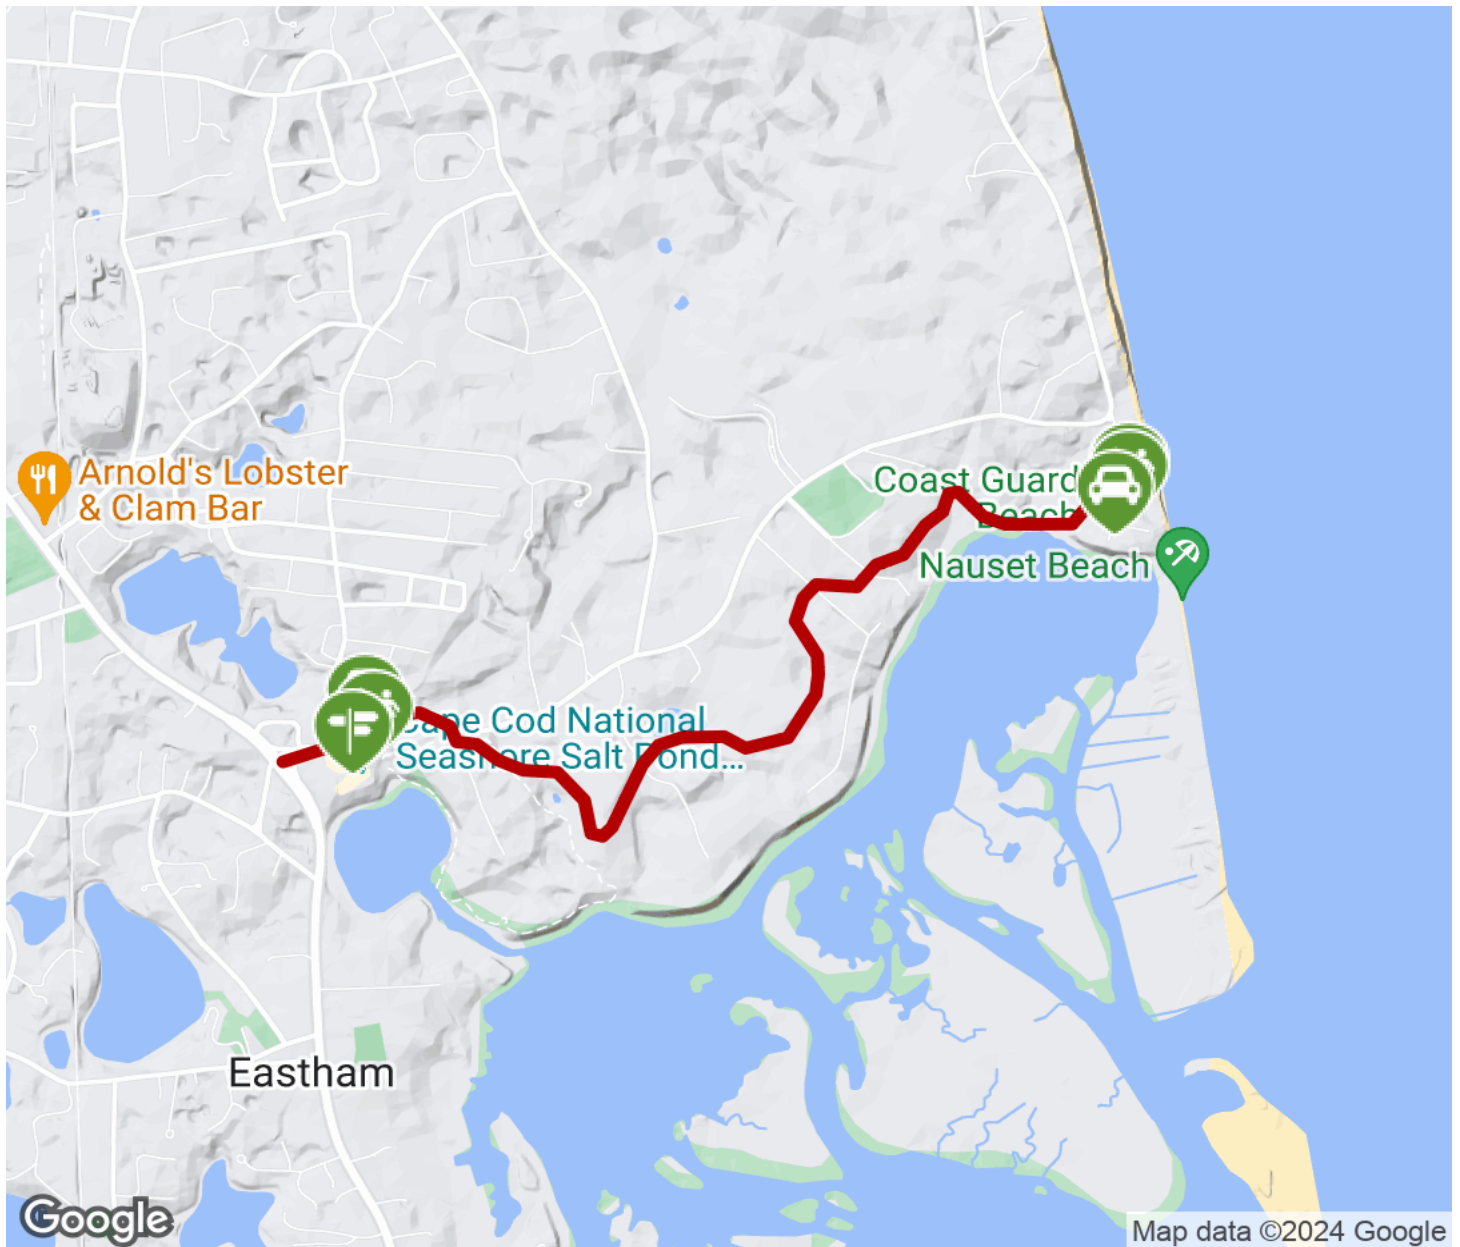 Arnold's Lobster
& Clam Bar
Coast Guard
Beach
Nauset Beach
Cape Cod National
Seashore Salt Pond...
Eastham
Google
Map data ©2024 Google